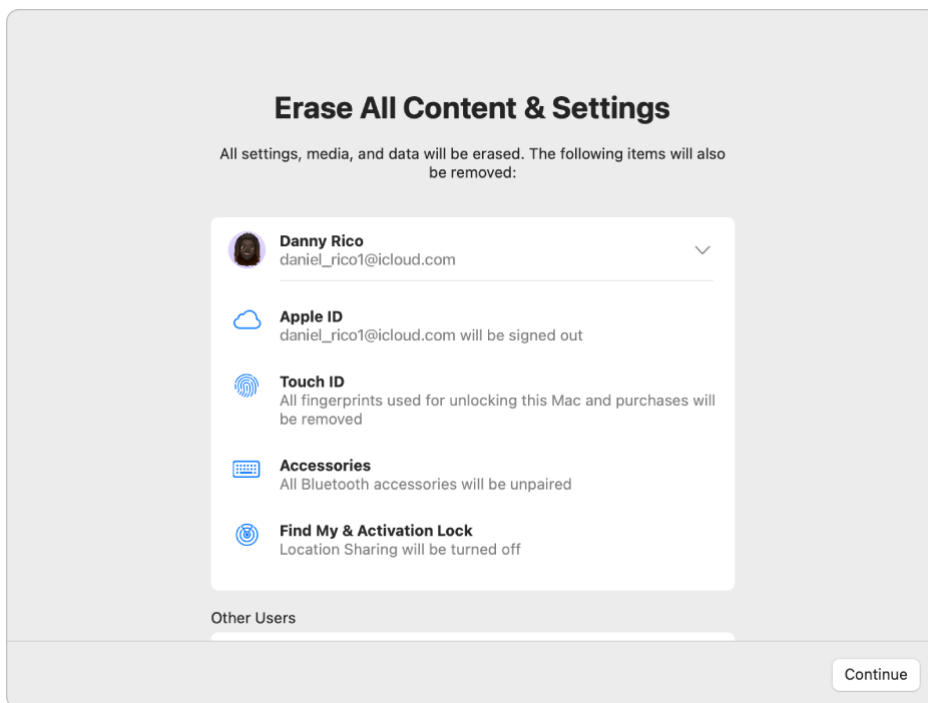 Erase All Content & Settings
All settings, media, and data will be erased. The following items will also
be removed:
Danny Rico
daniel_rico1@icloud.com
Apple ID
daniel_rico1@icloud.com will be signed out
Touch ID
All fingerprints used for unlocking this Mac and purchases will
be removed
Accessories
All Bluetooth accessories will be unpaired
Find My & Activation Lock
Location Sharing will be turned off
Other Users
Continue